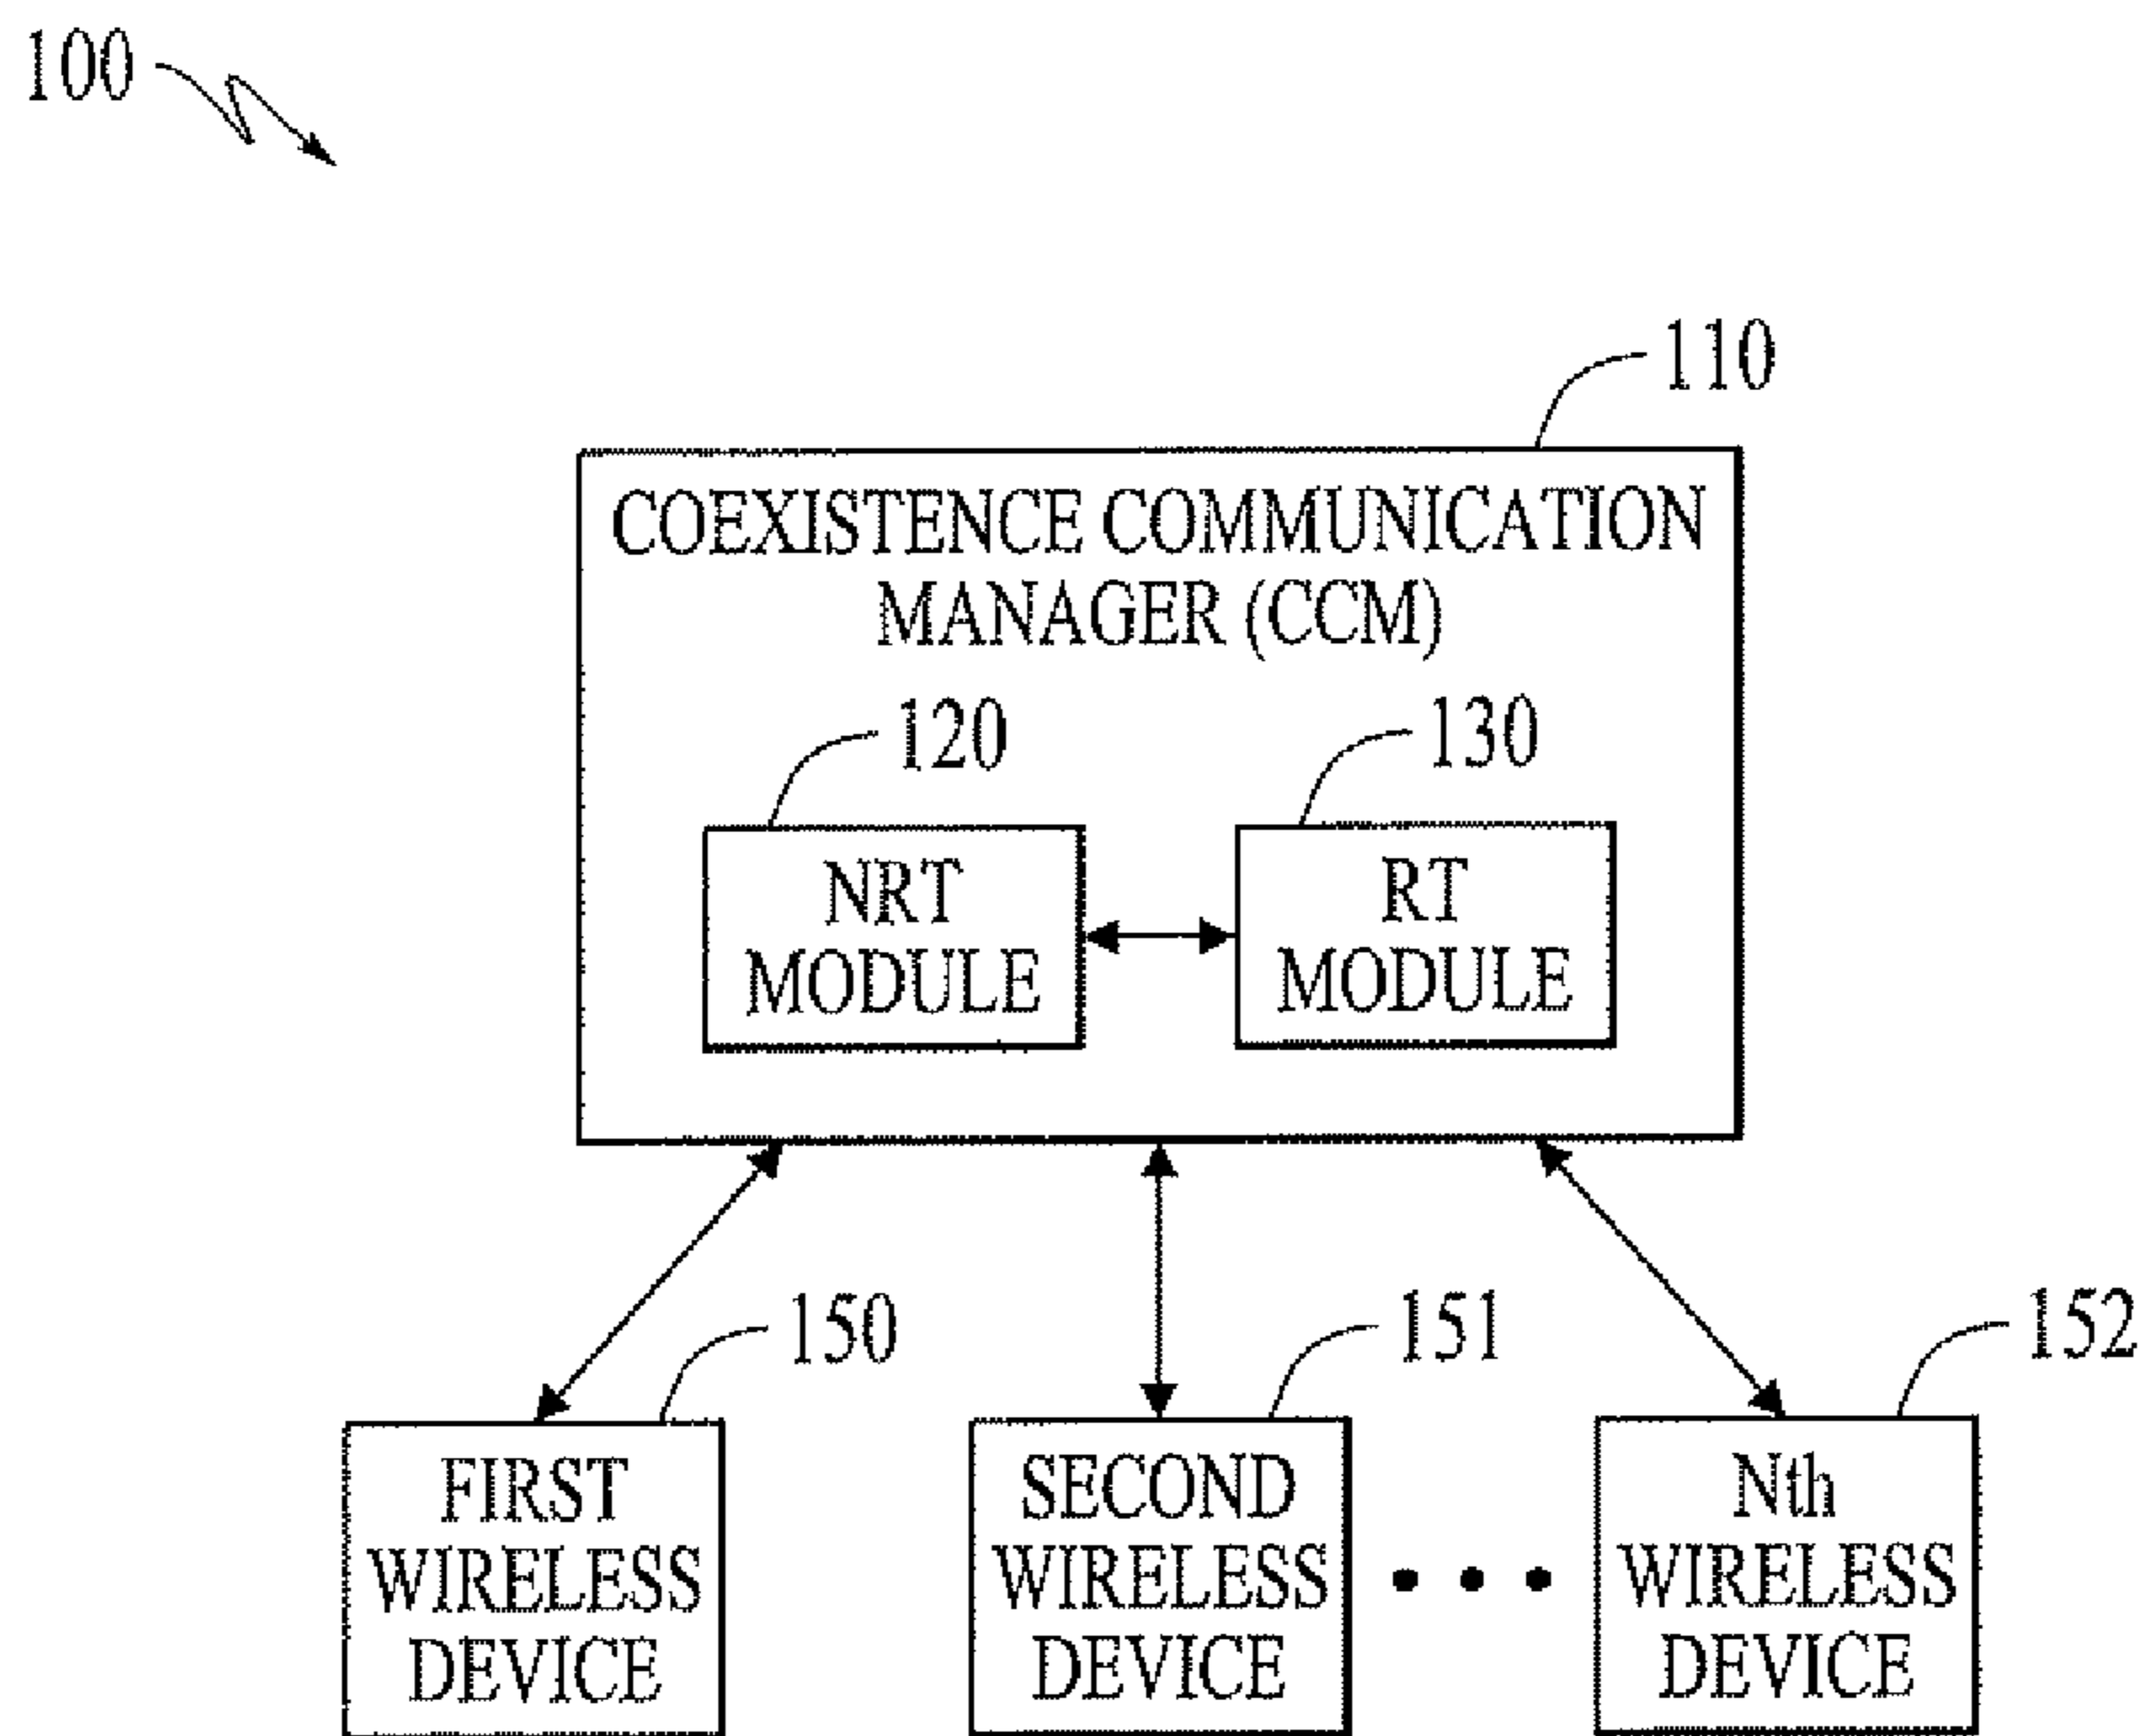 100
110
COEXISTENCE COMMUNICATION
MANAGER (CCM)
120
130
NRT
MODULE
RT
MODULE
150
151
152
FIRST
WIRELESS
DEVICE
SECOND
WIRELESS
DEVICE
Nth
WIRELESS
DEVICE